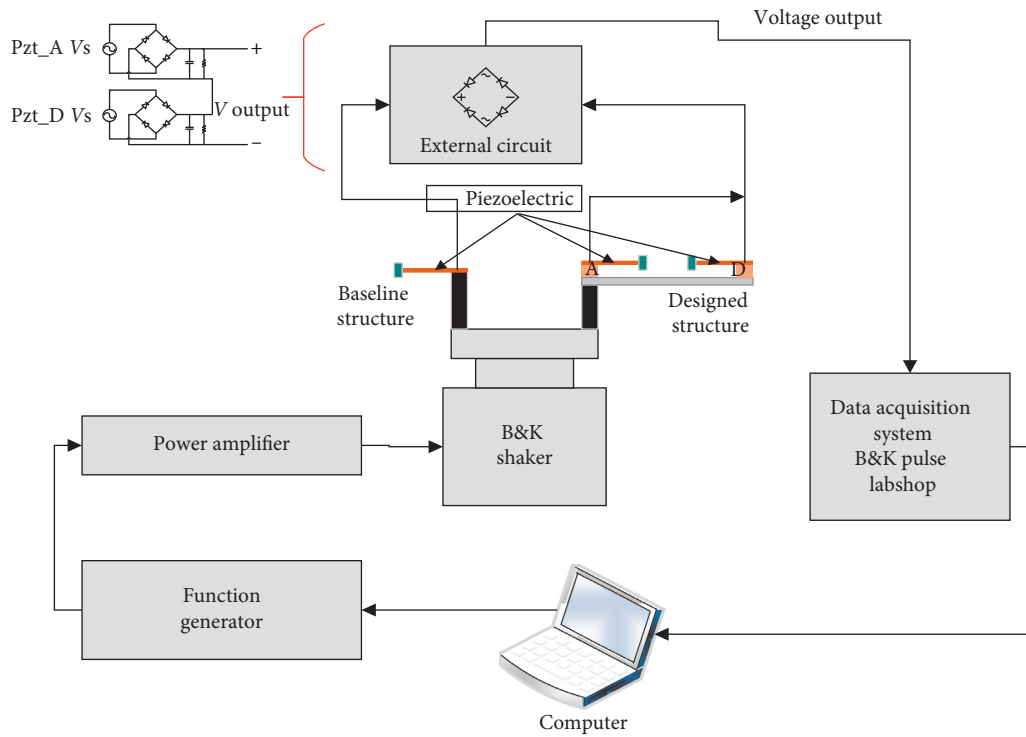 Voltage output
Pzt_A Vs
+
Pzt_D Vs
V output
−
+
−
~
~
External circuit
Piezoelectric
A
D
Baseline
structure
Designed
structure
Power amplifier
B&K
shaker
Data acquisition
system
B&K pulse
labshop
Function
generator
Computer